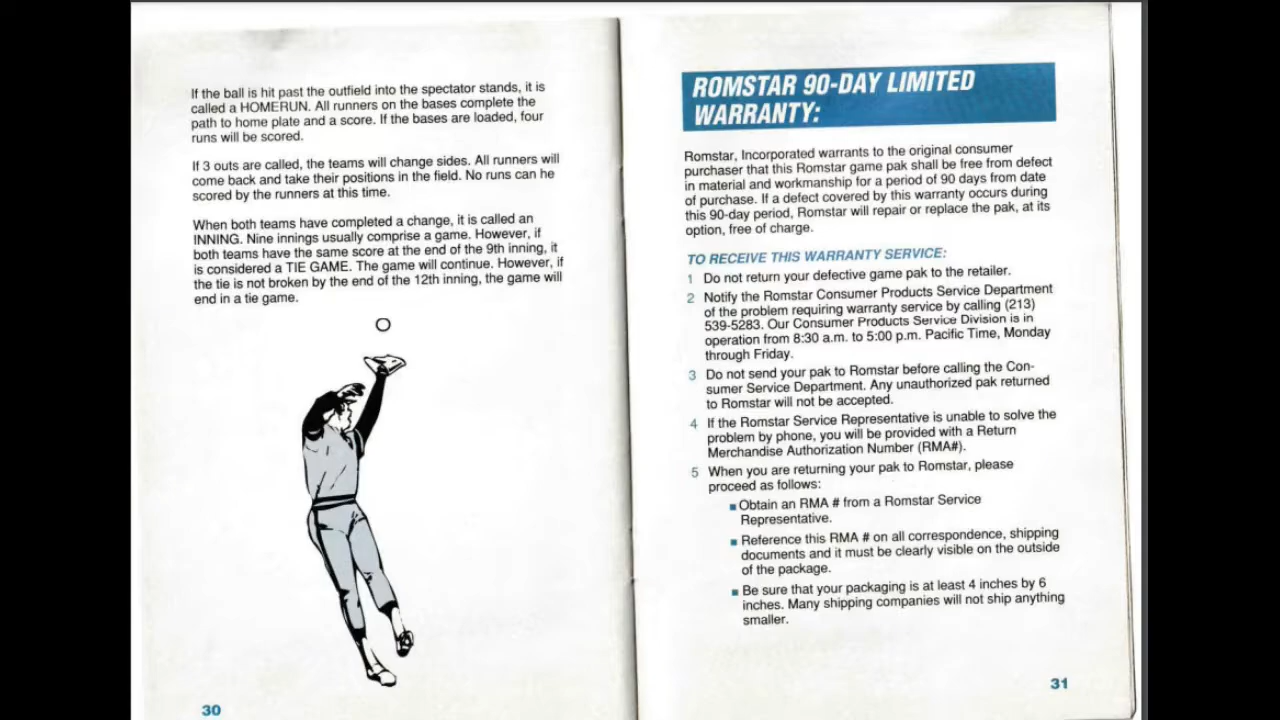 If the ball is hit past the outfield into the spectator stands, it is
called a HOMERUN. All runners on the bases complete the
path to home plate and a score. If the bases are loaded, four
runs will be scored.
If 3 outs are called, the teams will change sides. All runners will
come back and take their positions in the field. No runs can he
scored by the runners at this time.
When both teams have completed a change, it is called an
INNING. Nine innings usually comprise a game. However, if
both teams have the same score at the end of the 9th inning, it
is considered a TIE GAME. The game will continue. However, if
the tie is not broken by the end of the 12th inning, the game will
end in a tie game.
30
ROMSTAR 90-DAY LIMITED
WARRANTY:
Romstar, Incorporated warrants to the original consumer
purchaser that this Romstar game pak shall be free from defect
in material and workmanship for a period of 90 days from date
of purchase. If a defect covered by this warranty occurs during
this 90-day period, Romstar will repair or replace the pak, at its
option, free of charge.
TO RECEIVE THIS WARRANTY SERVICE:
1 Do not return your defective game pak to the retailer.
2 Notify the Romstar Consumer Products Service Department
of the problem requiring warranty service by calling (213)
539-5283. Our Consumer Products Service Division is in
operation from 8:30 a.m. to 5:00 p.m. Pacific Time, Monday
through Friday.
3 Do not send your pak to Romstar before calling the Con-
sumer Service Department. Any unauthorized pak returned
to Romstar will not be accepted.
4 If the Romstar Service Representative is unable to solve the
problem by phone, you will be provided with a Return
Merchandise Authorization Number (RMA#).
5 When you are returning your pak to Romstar, please
proceed as follows:
■ Obtain an RMA # from a Romstar Service
Representative.
■ Reference this RMA # on all correspondence, shipping
documents and it must be clearly visible on the outside
of the package.
■ Be sure that your packaging is at least 4 inches by 6
inches. Many shipping companies will not ship anything
smaller.
31